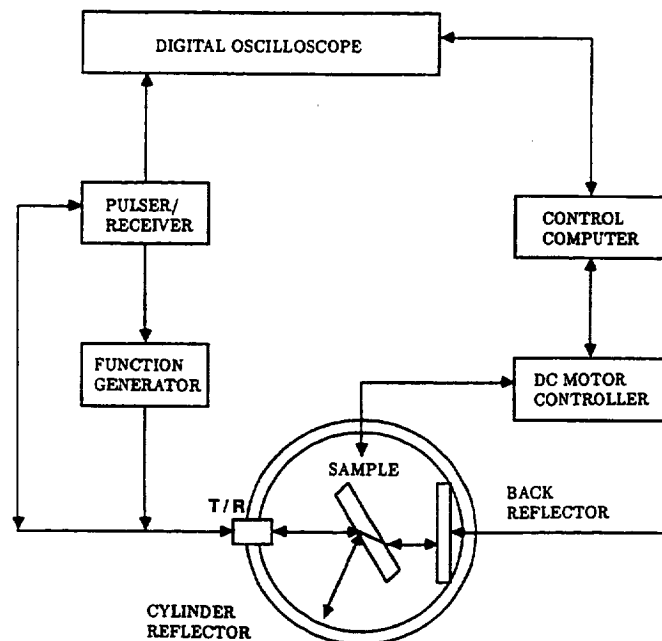 DIGITAL OSCILLOSCOPE
PULSER/
RECEIVER
CONTROL
COMPUTER
FUNCTION
GENERATOR
DC MOTOR
CONTROLLER
SAMPLE
T/R
BACK
REFLECTOR
CYLINDER
REFLECTOR